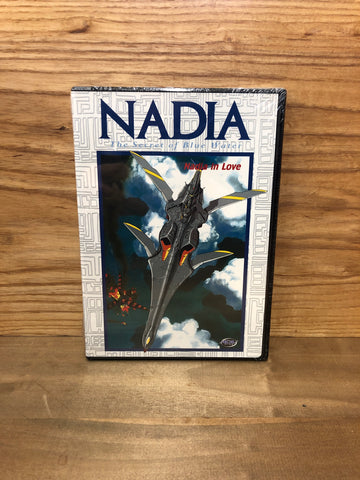 NADIA
The Secret of Blue Water
Nadia in Love